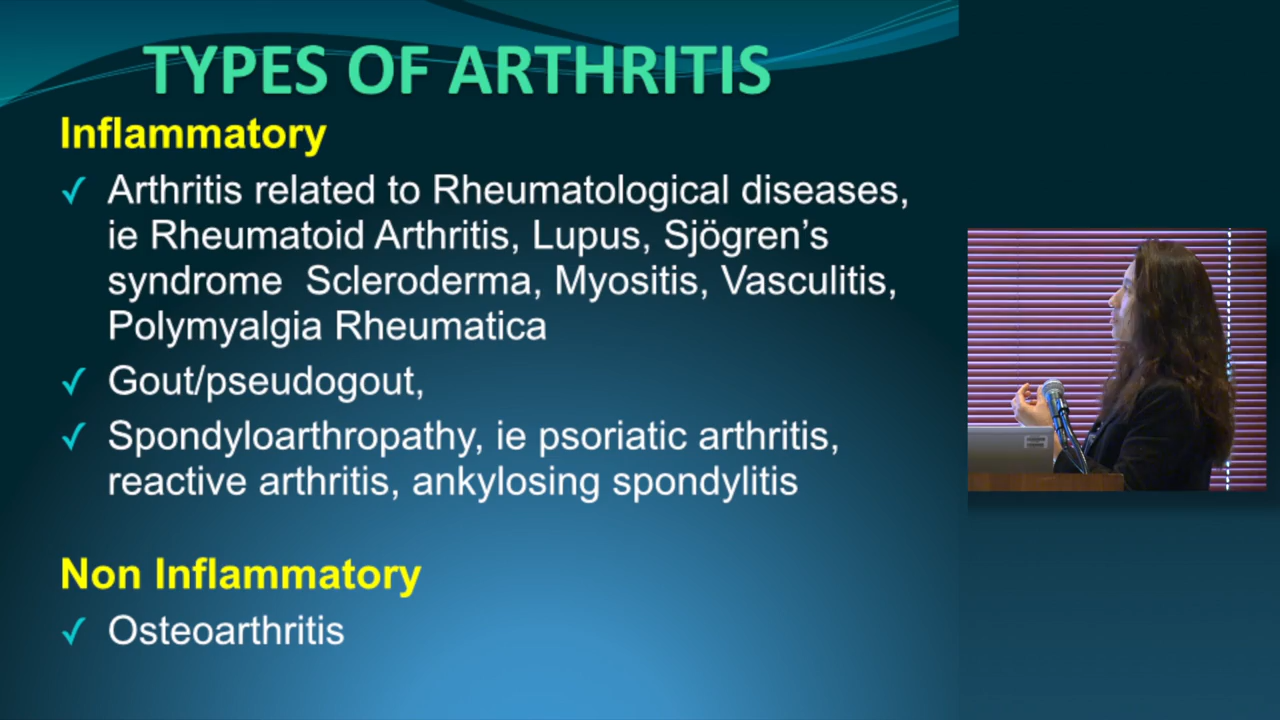 TYPES OF ARTHRITIS
Inflammatory
✓ Arthritis related to Rheumatological diseases,
ie Rheumatoid Arthritis, Lupus, Sjögren’s
syndrome  Scleroderma, Myositis, Vasculitis,
Polymyalgia Rheumatica
✓ Gout/pseudogout,
✓ Spondyloarthropathy, ie psoriatic arthritis,
reactive arthritis, ankylosing spondylitis
Non Inflammatory
✓ Osteoarthritis